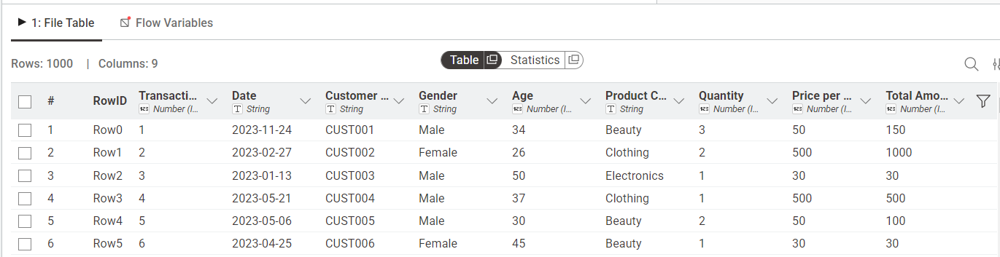 1: File Table Flow Variables
Rows: 1000 | Columns: 9 Table Statistics
# RowID Transacti... Date Customer ... Gender Age Product C... Quantity Price per ... Total Amo...
123 Number (I... T String T String T String 123 Number (I... T String 123 Number (I... 123 Number (I... 123 Number (I...
1 Row0 1 2023-11-24 CUST001 Male 34 Beauty 3 50 150
2 Row1 2 2023-02-27 CUST002 Female 26 Clothing 2 500 1000
3 Row2 3 2023-01-13 CUST003 Male 50 Electronics 1 30 30
4 Row3 4 2023-05-21 CUST004 Male 37 Clothing 1 500 500
5 Row4 5 2023-05-06 CUST005 Male 30 Beauty 2 50 100
6 Row5 6 2023-04-25 CUST006 Female 45 Beauty 1 30 30